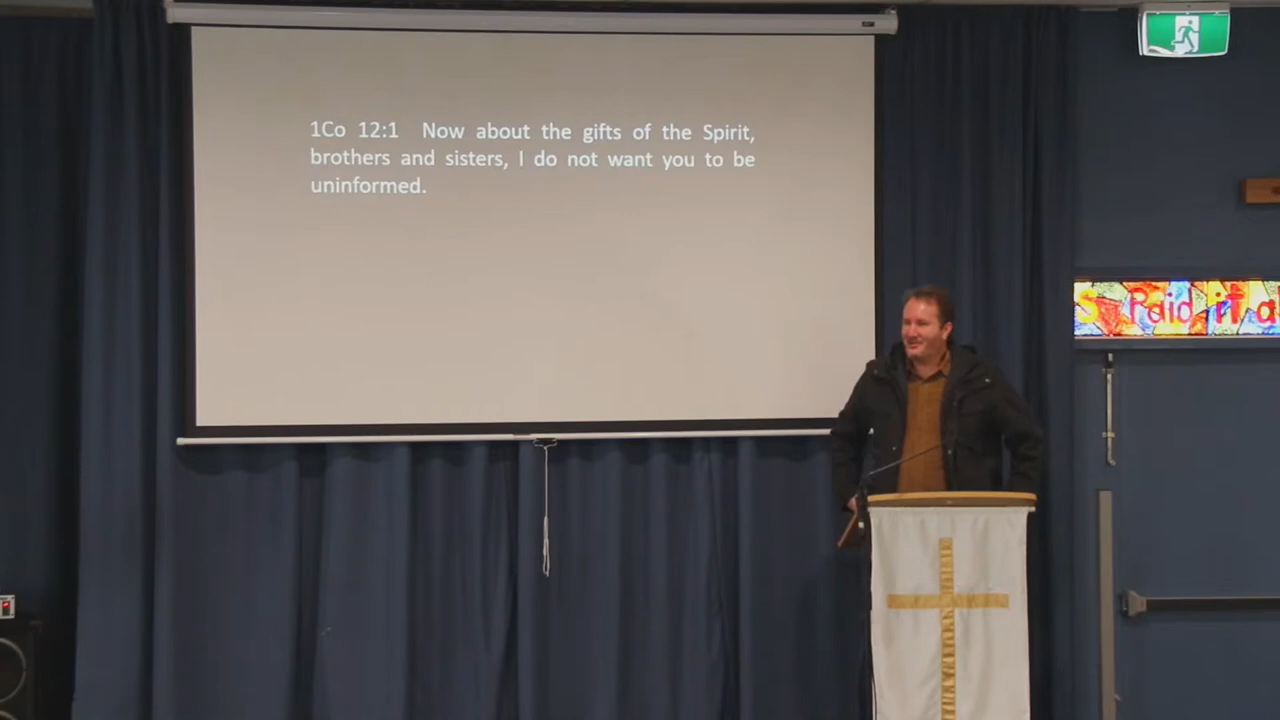 1Co 12:1 Now about the gifts of the Spirit,
brothers and sisters, I do not want you to be
uninformed.
S Paid it a